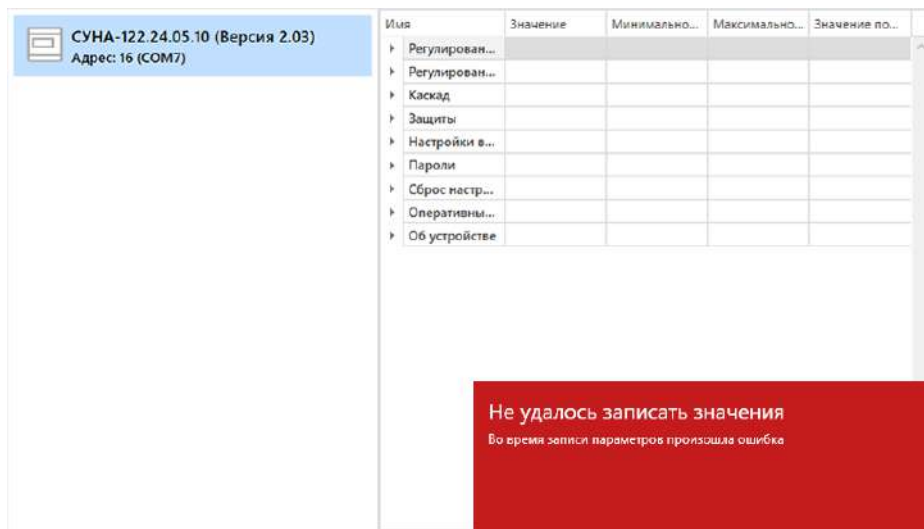 СУНА-122.24.05.10 (Версия 2.03)
Адрес: 16 (COM7)
Имя Значение Минимально... Максимально... Значение по...
Регулирован...
Регулирован...
Каскад
Защиты
Настройки в...
Пароли
Сброс настр...
Оперативны...
Об устройстве
Не удалось записать значения
Во время записи параметров произошла ошибка